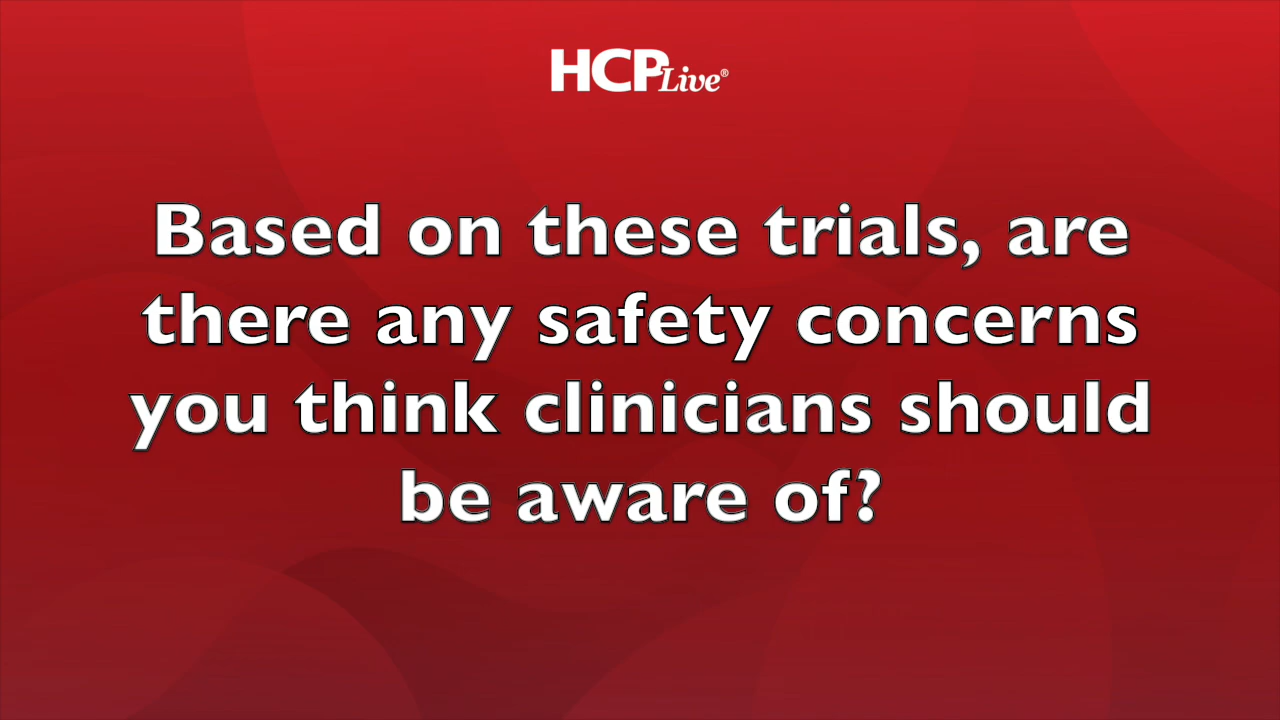 HCPLive®
Based on these trials, are
there any safety concerns
you think clinicians should
be aware of?